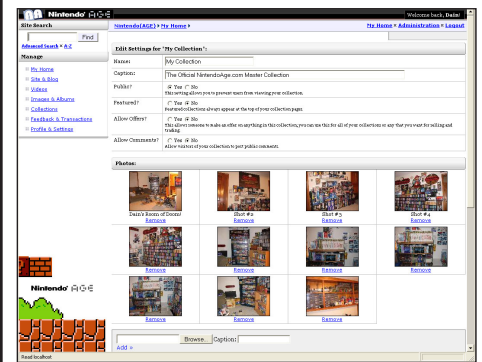 Nintendo AGE
Welcome back, Dain!
Site Search
Find
Advanced Search • A-Z
Manage
My Home
Site & Blog
Videos
Images & Albums
Collections
Feedback & Transactions
Profile & Settings
Nintendo(AGE) My Home
My Home • Administration • Logout
Edit Settings for "My Collection":
Name: My Collection
Caption: The Official NintendoAge.com Master Collection
Public? Yes No
This setting allows you to prevent users from viewing your collection.
Featured? Yes No
Featured collections always appear at the top of your collection pages.
Allow Offers? Yes No
This allows someone to make an offer on anything in this collection, you can use this for all of your collections or any that you want for selling and trading.
Allow Comments? Yes No
Allow visitors of your collection to post public comments.
Photos:
Dain's Room of Doom! Shot #2 Shot #3 Shot #4
Remove Remove Remove Remove
Remove Remove Remove Remove
Remove Remove Remove
Browse... Caption:
Add »
Nintendo AGE
Read localhost